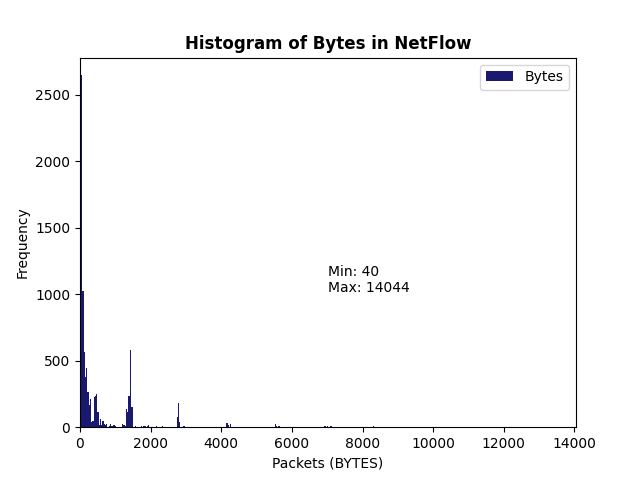 Histogram of Bytes in NetFlow
Bytes
2500
2000
1500
1000
500
0
Frequency
Min: 40
Max: 14044
0 2000 4000 6000 8000 10000 12000 14000
Packets (BYTES)